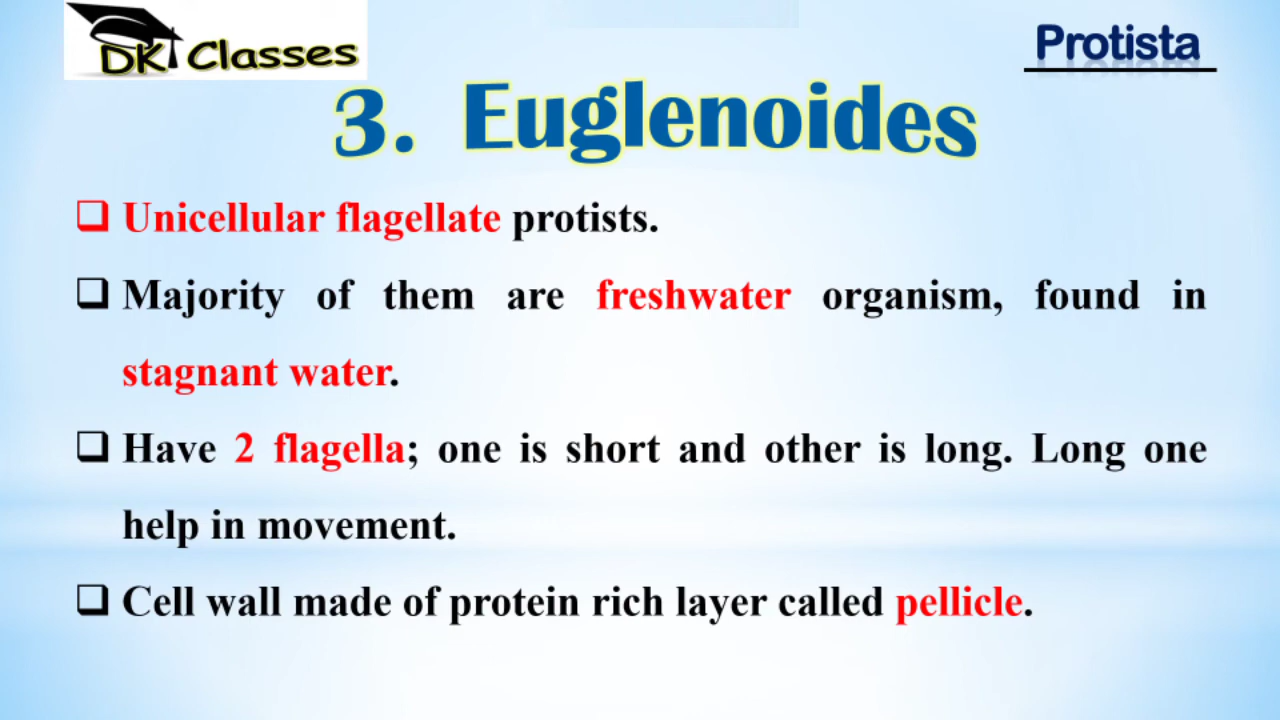 DK Classes
Protista
3. Euglenoides
❑ Unicellular flagellate protists.
❑ Majority of them are freshwater organism, found in
stagnant water.
❑ Have 2 flagella; one is short and other is long. Long one
help in movement.
❑ Cell wall made of protein rich layer called pellicle.